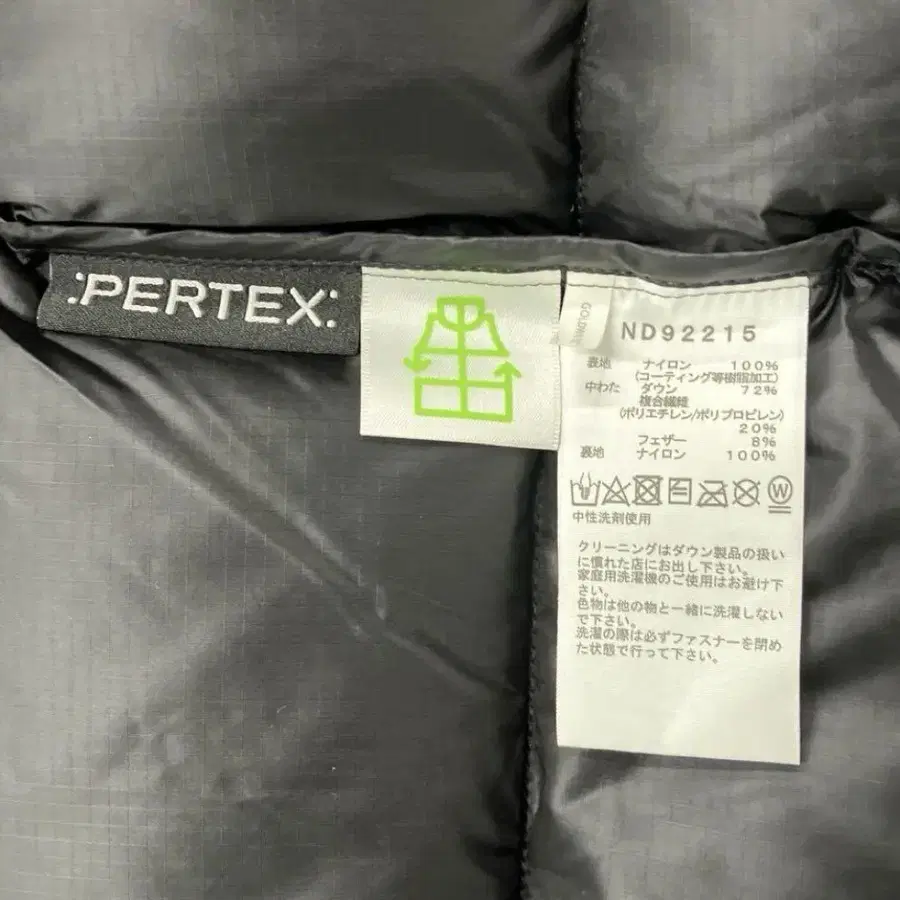 PERTEX
GOLDWIN
ND92215
表地 ナイロン 100%
(コーティング等樹脂加工)
中わた ダウン 72%
複合繊維
(ポリエチレン/ポリプロピレン)
20%
フェザー 8%
裏地 ナイロン 100%
W
中性洗剤使用
クリーニングはダウン製品の扱い
に慣れた店にお出し下さい。
家庭用洗濯機のご使用はお避け下
さい。
色物は他の物と一緒に洗濯しない
で下さい。
洗濯の際は必ずファスナーを閉め
た状態で行って下さい。